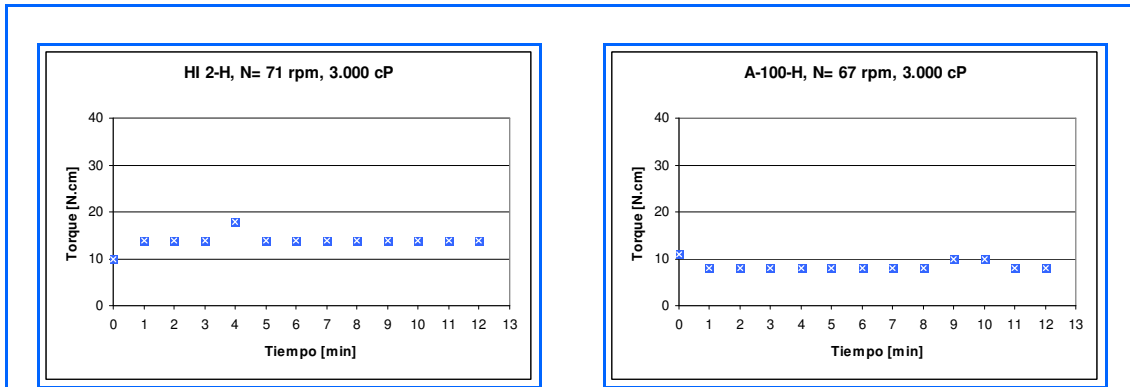 HI 2-H, N= 71 rpm, 3.000 cP
40
30
20
10
0
Torque [N.cm]
0 1 2 3 4 5 6 7 8 9 10 11 12 13
Tiempo [min]
A-100-H, N= 67 rpm, 3.000 cP
40
30
20
10
0
Torque [N.cm]
0 1 2 3 4 5 6 7 8 9 10 11 12 13
Tiempo [min]